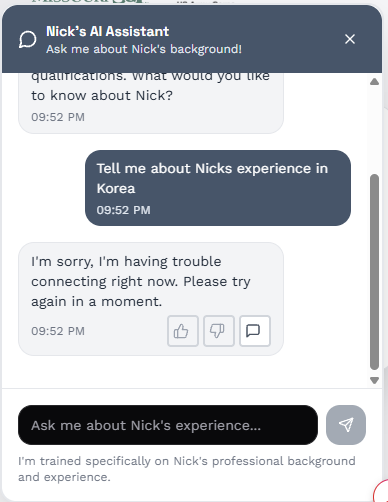 Nick's AI Assistant
Ask me about Nick's background!
qualifications. What would you like
to know about Nick?
09:52 PM
Tell me about Nicks experience in
Korea
09:52 PM
I'm sorry, I'm having trouble
connecting right now. Please try
again in a moment.
09:52 PM
Ask me about Nick's experience...
I'm trained specifically on Nick's professional background
and experience.